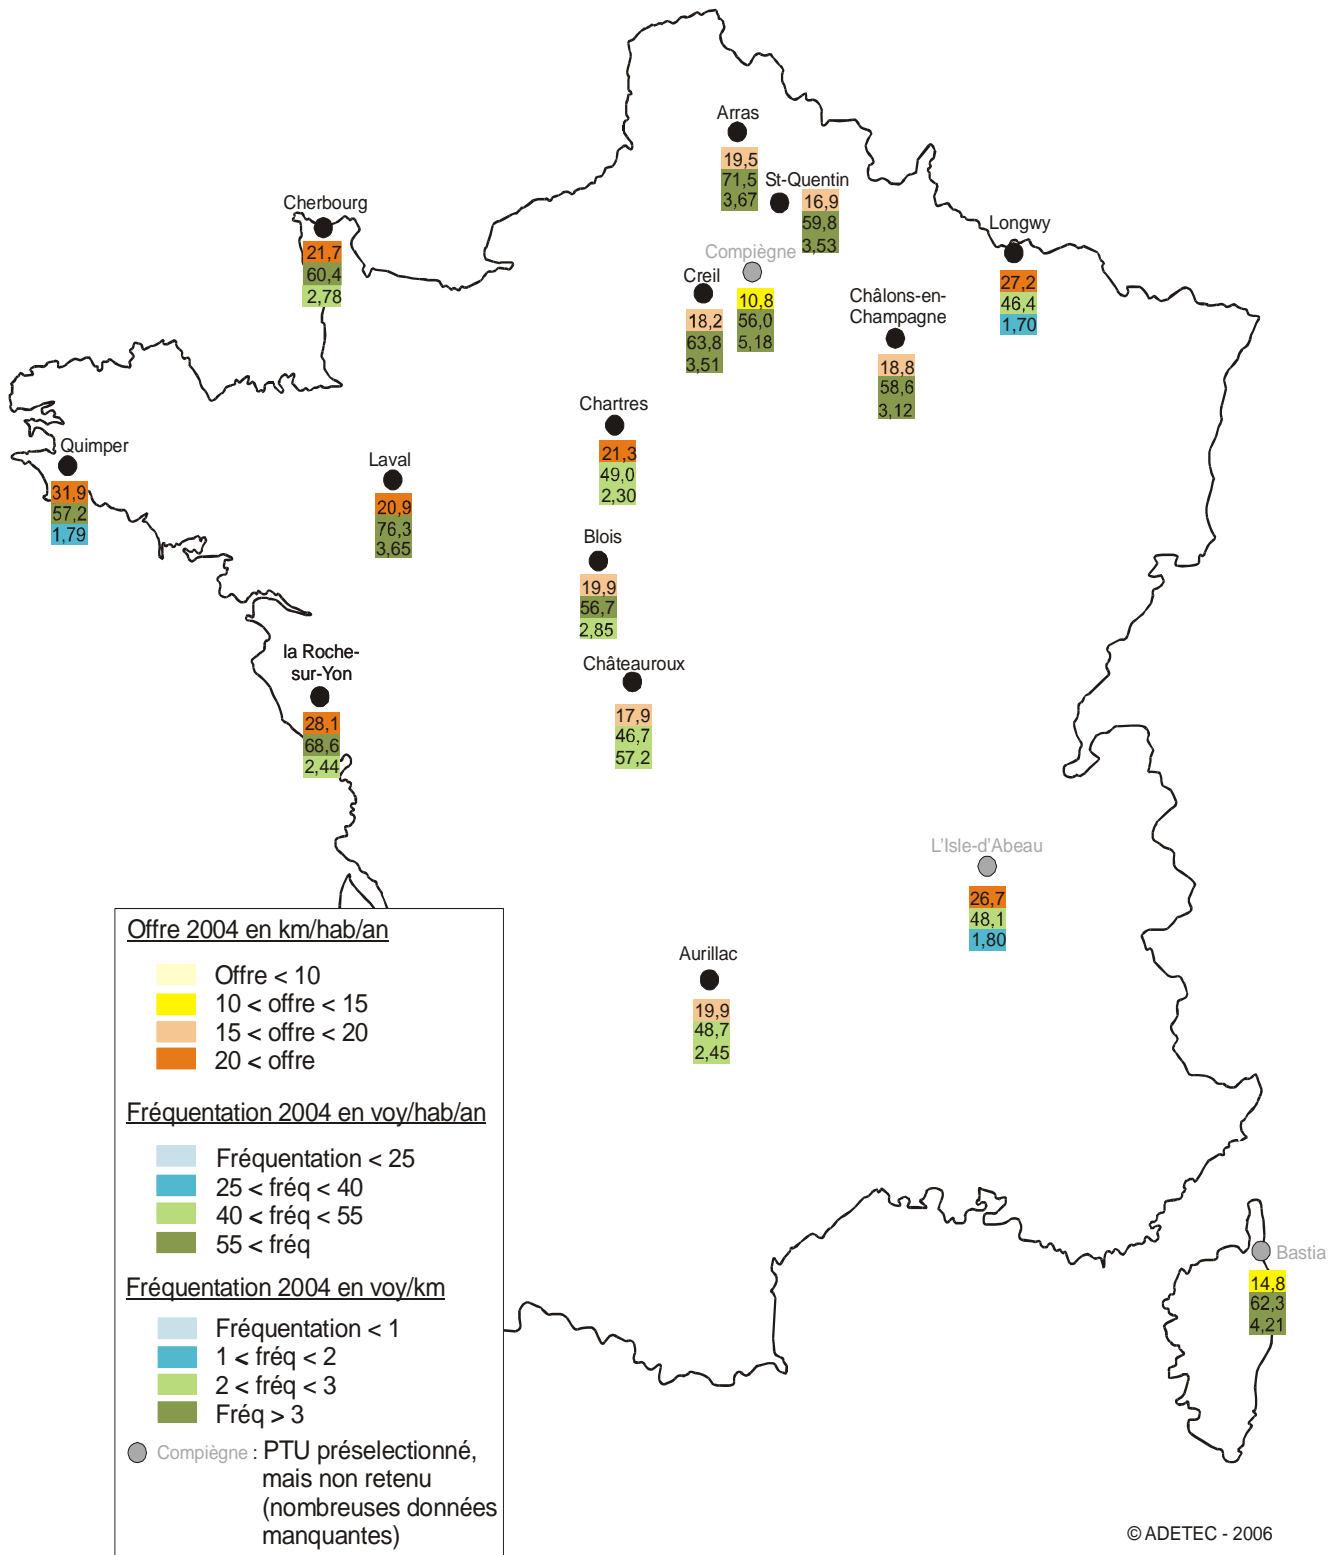 Arras
19,5
71,5
3,67
St-Quentin
16,9
59,8
3,53
Cherbourg
21,7
60,4
2,78
Longwy
27,2
46,4
1,70
Compiègne
10,8
56,0
5,18
Creil
18,2
63,8
3,51
Châlons-en-
Champagne
18,8
58,6
3,12
Chartres
21,3
49,0
2,30
Quimper
31,9
57,2
1,79
Laval
20,9
76,3
3,65
Blois
19,9
56,7
2,85
la Roche-
sur-Yon
28,1
68,6
2,44
Châteauroux
17,9
46,7
57,2
L'Isle-d'Abeau
26,7
48,1
1,80
Aurillac
19,9
48,7
2,45
Bastia
14,8
62,3
4,21
Offre 2004 en km/hab/an
Offre < 10
10 < offre < 15
15 < offre < 20
20 < offre
Fréquentation 2004 en voy/hab/an
Fréquentation < 25
25 < fréq < 40
40 < fréq < 55
55 < fréq
Fréquentation 2004 en voy/km
Fréquentation < 1
1 < fréq < 2
2 < fréq < 3
Fréq > 3
Compiègne : PTU préselectionné,
mais non retenu
(nombreuses données
manquantes)
© ADETEC - 2006